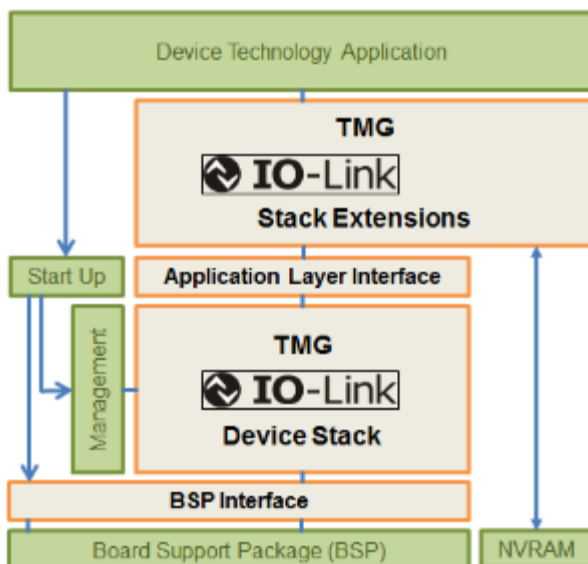 Device Technology Application
TMG
IO-Link
Stack Extensions
Start Up
Application Layer Interface
Management
TMG
IO-Link
Device Stack
BSP Interface
Board Support Package (BSP)
NVRAM